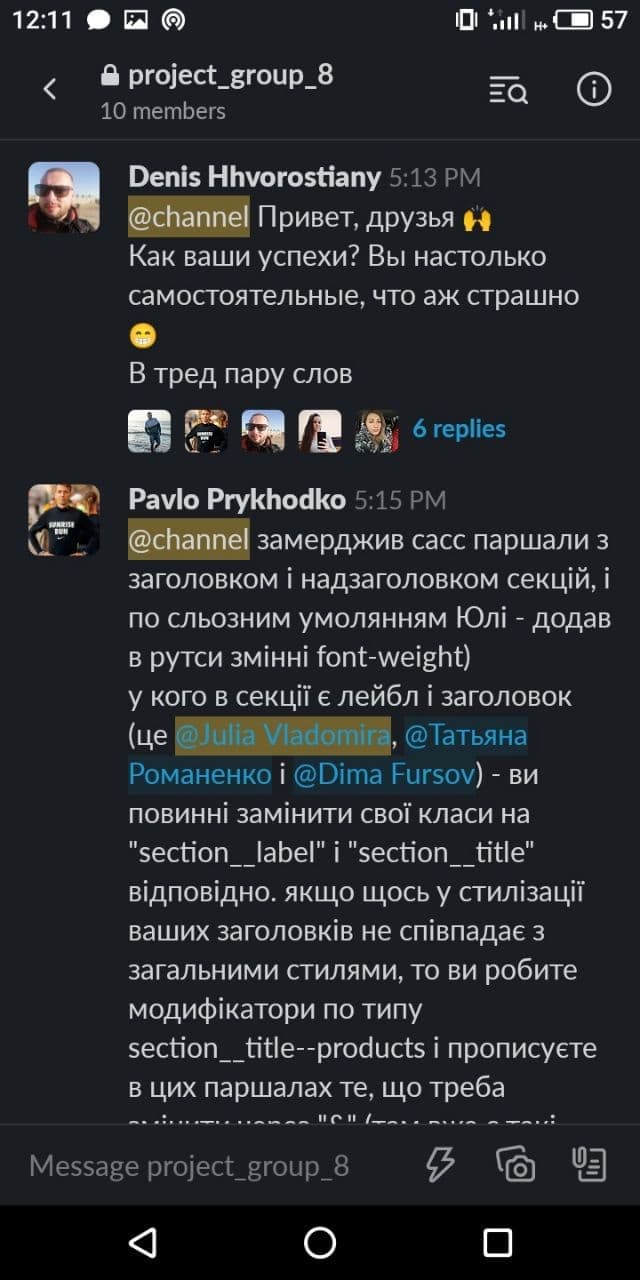 12:11
57
project_group_8
10 members
Denis Hhvorostiany 5:13 PM
@channel Привет, друзья 🙌
Как ваши успехи? Вы настолько
самостоятельные, что аж страшно
😁
В тред пару слов
6 replies
Pavlo Prykhodko 5:15 PM
@channel замерджив сасс паршали з
заголовком і надзаголовком секцій, і
по сльозним умолянням Юлі - додав
в рутси змінні font-weight)
у кого в секції є лейбл і заголовок
(це @Julia Vladomira, @Татьяна
Романенко і @Dima Fursov) - ви
повинні замінити свої класи на
"section__label" і "section__title"
відповідно. якщо щось у стилізації
ваших заголовків не співпадає з
загальними стилями, то ви робите
модифікатори по типу
section__title--products і прописуєте
в цих паршалах те, що треба
Message project_group_8